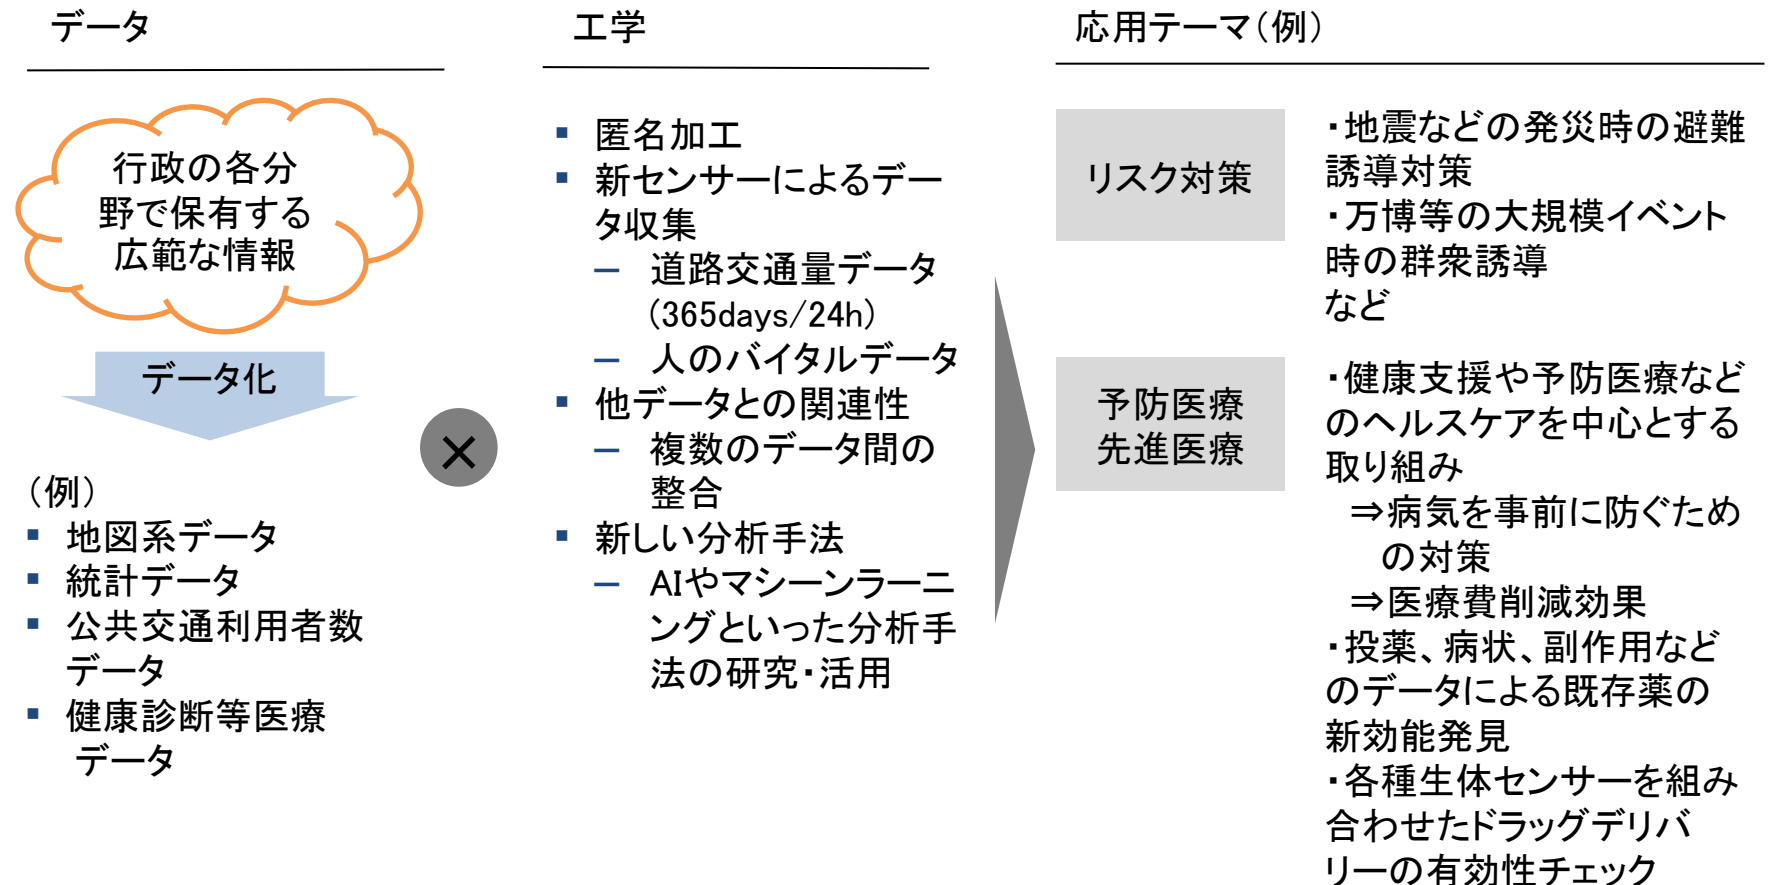 データ
行政の各分
野で保有する
広範な情報
データ化
（例）
▪ 地図系データ
▪ 統計データ
▪ 公共交通利用者数
データ
▪ 健康診断等医療
データ
×
工学
▪ 匿名加工
▪ 新センサーによるデー
タ収集
― 道路交通量データ
（365days/24h）
― 人のバイタルデータ
▪ 他データとの関連性
― 複数のデータ間の
整合
▪ 新しい分析手法
― AIやマシーンラーニ
ングといった分析手
法の研究・活用
応用テーマ（例）
リスク対策
・地震などの発災時の避難
誘導対策
・万博等の大規模イベント
時の群衆誘導
など
予防医療
先進医療
・健康支援や予防医療など
のヘルスケアを中心とする
取り組み
⇒病気を事前に防ぐため
の対策
⇒医療費削減効果
・投薬、病状、副作用など
のデータによる既存薬の
新効能発見
・各種生体センサーを組み
合わせたドラッグデリバ
リーの有効性チェック